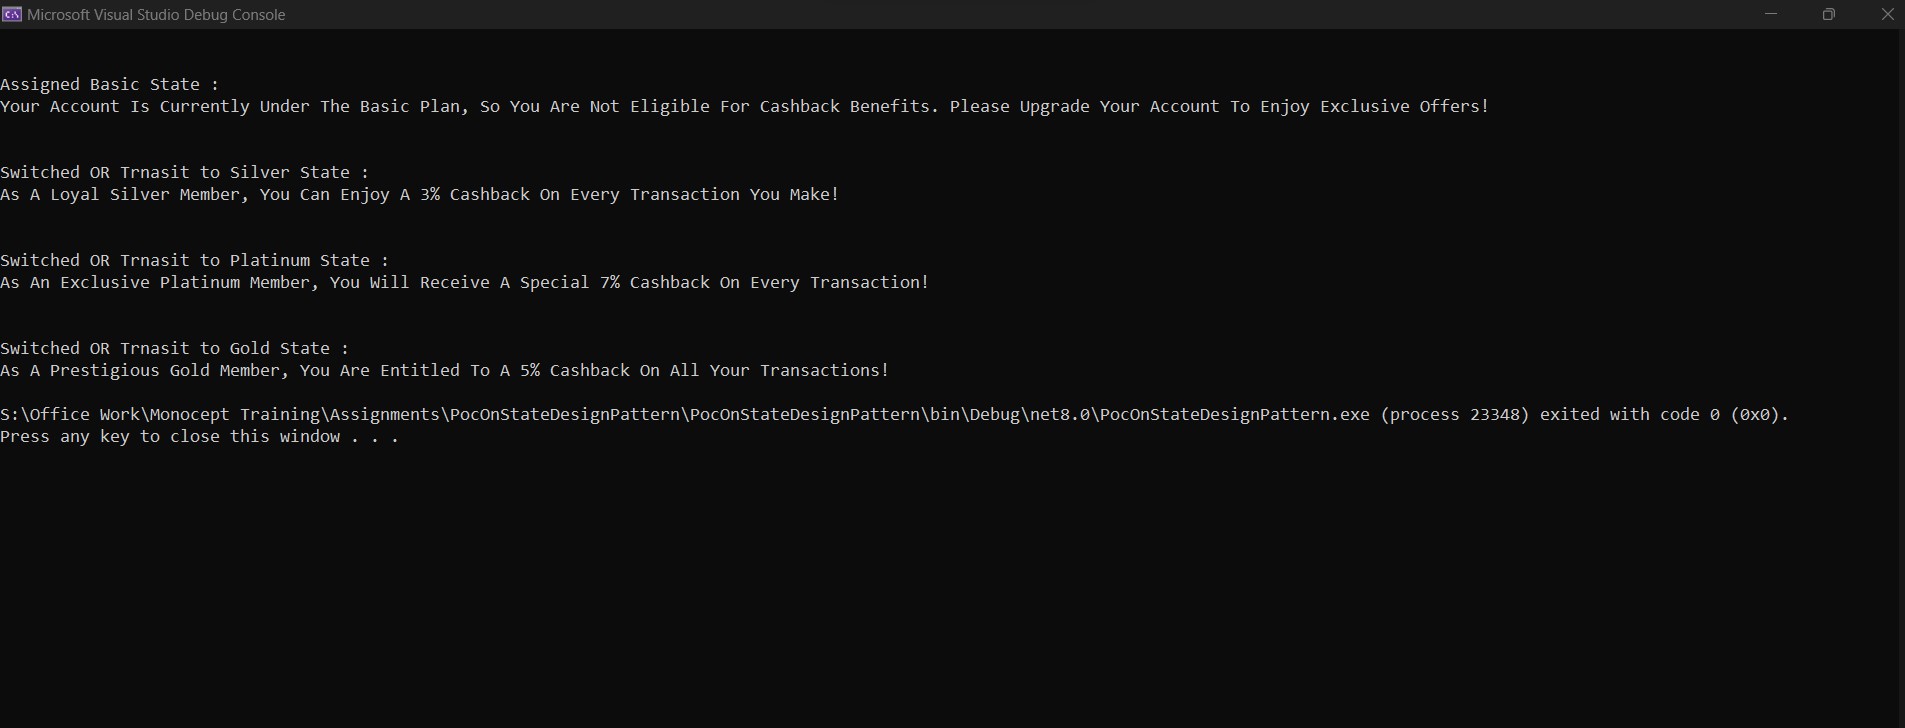 Microsoft Visual Studio Debug Console
Assigned Basic State :
Your Account Is Currently Under The Basic Plan, So You Are Not Eligible For Cashback Benefits. Please Upgrade Your Account To Enjoy Exclusive Offers!
Switched OR Trnasit to Silver State :
As A Loyal Silver Member, You Can Enjoy A 3% Cashback On Every Transaction You Make!
Switched OR Trnasit to Platinum State :
As An Exclusive Platinum Member, You Will Receive A Special 7% Cashback On Every Transaction!
Switched OR Trnasit to Gold State :
As A Prestigious Gold Member, You Are Entitled To A 5% Cashback On All Your Transactions!
S:\Office Work\Monocept Training\Assignments\PocOnStateDesignPattern\PocOnStateDesignPattern\bin\Debug\net8.0\PocOnStateDesignPattern.exe (process 23348) exited with code 0 (0x0).
Press any key to close this window . . .